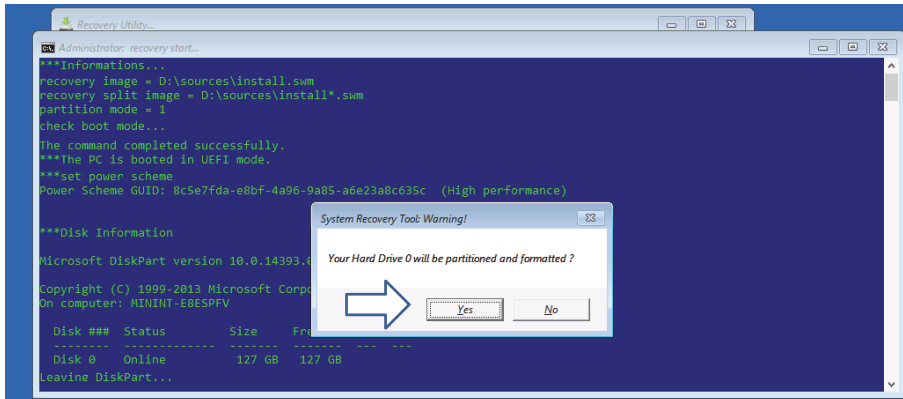 Recovery Utility...
Administrator: recovery start...
***Informations...
recovery image = D:\sources\install.swm
recovery split image = D:\sources\install*.swm
partition mode = 1
check boot mode...
The command completed successfully.
***The PC is booted in UEFI mode.
***set power scheme
Power Scheme GUID: 8c5e7fda-e8bf-4a96-9a85-a6e23a8c635c (High performance)
System Recovery Tool: Warning!
***Disk Information
Your Hard Drive 0 will be partitioned and formatted ?
Microsoft DiskPart version 10.0.14393.0
Copyright (C) 1999-2013 Microsoft Corpo
On computer: MININT-E8ESPFV
Yes No
Disk ### Status Size Fre
-------- ------------- ------- ------- --- ---
Disk 0 Online 127 GB 127 GB
Leaving DiskPart...